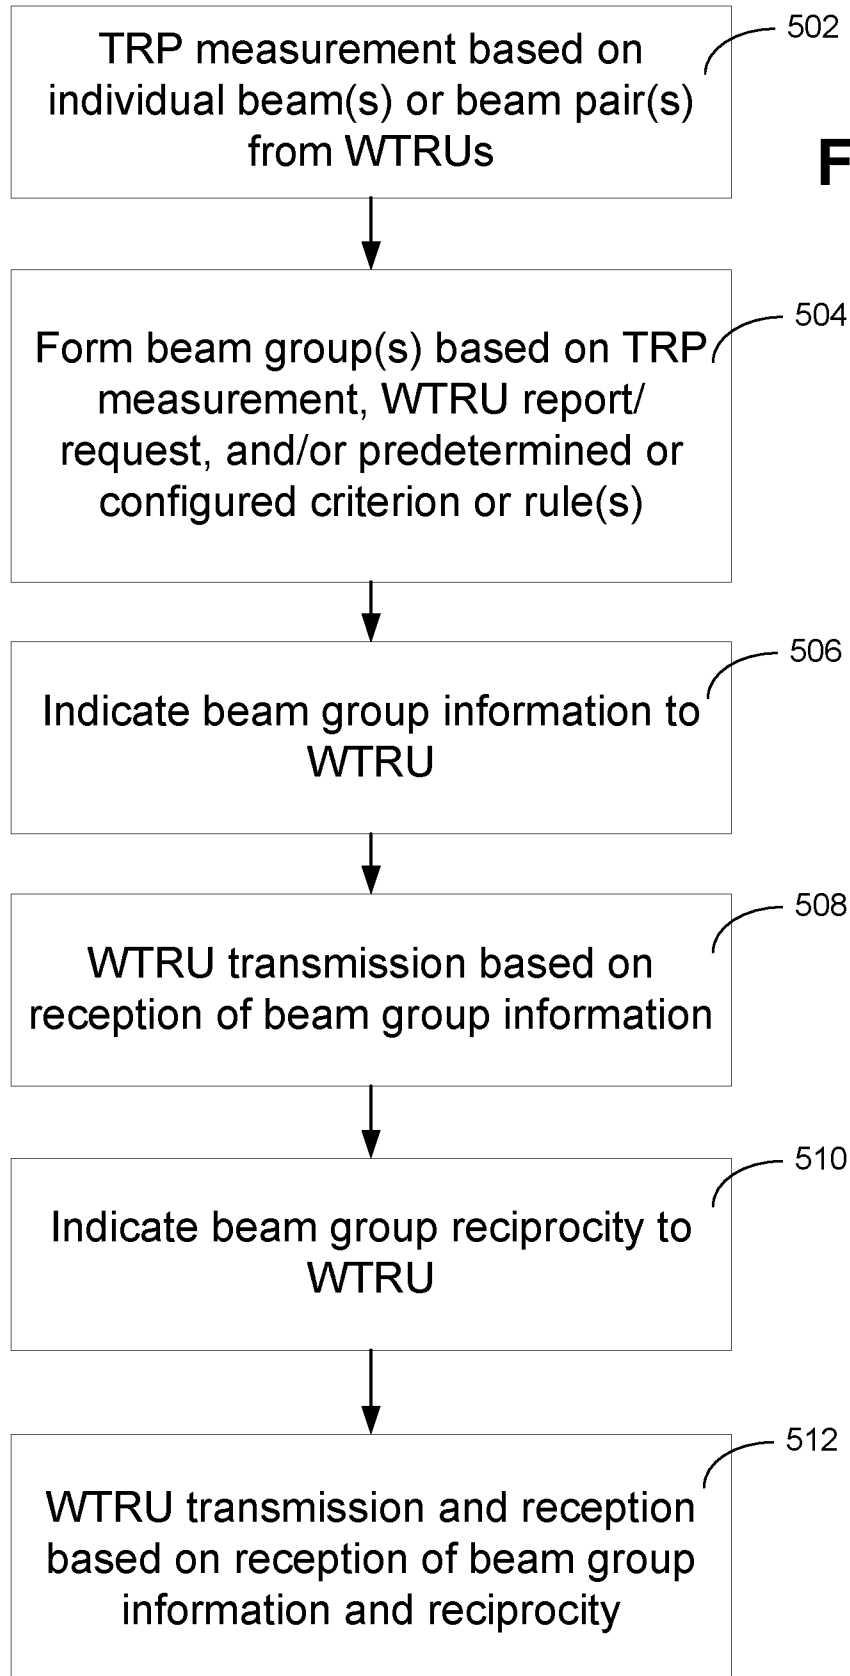 TRP measurement based on
individual beam(s) or beam pair(s)
from WTRUs
502
F
Form beam group(s) based on TRP
measurement, WTRU report/
request, and/or predetermined or
configured criterion or rule(s)
504
Indicate beam group information to
WTRU
506
WTRU transmission based on
reception of beam group information
508
Indicate beam group reciprocity to
WTRU
510
WTRU transmission and reception
based on reception of beam group
information and reciprocity
512